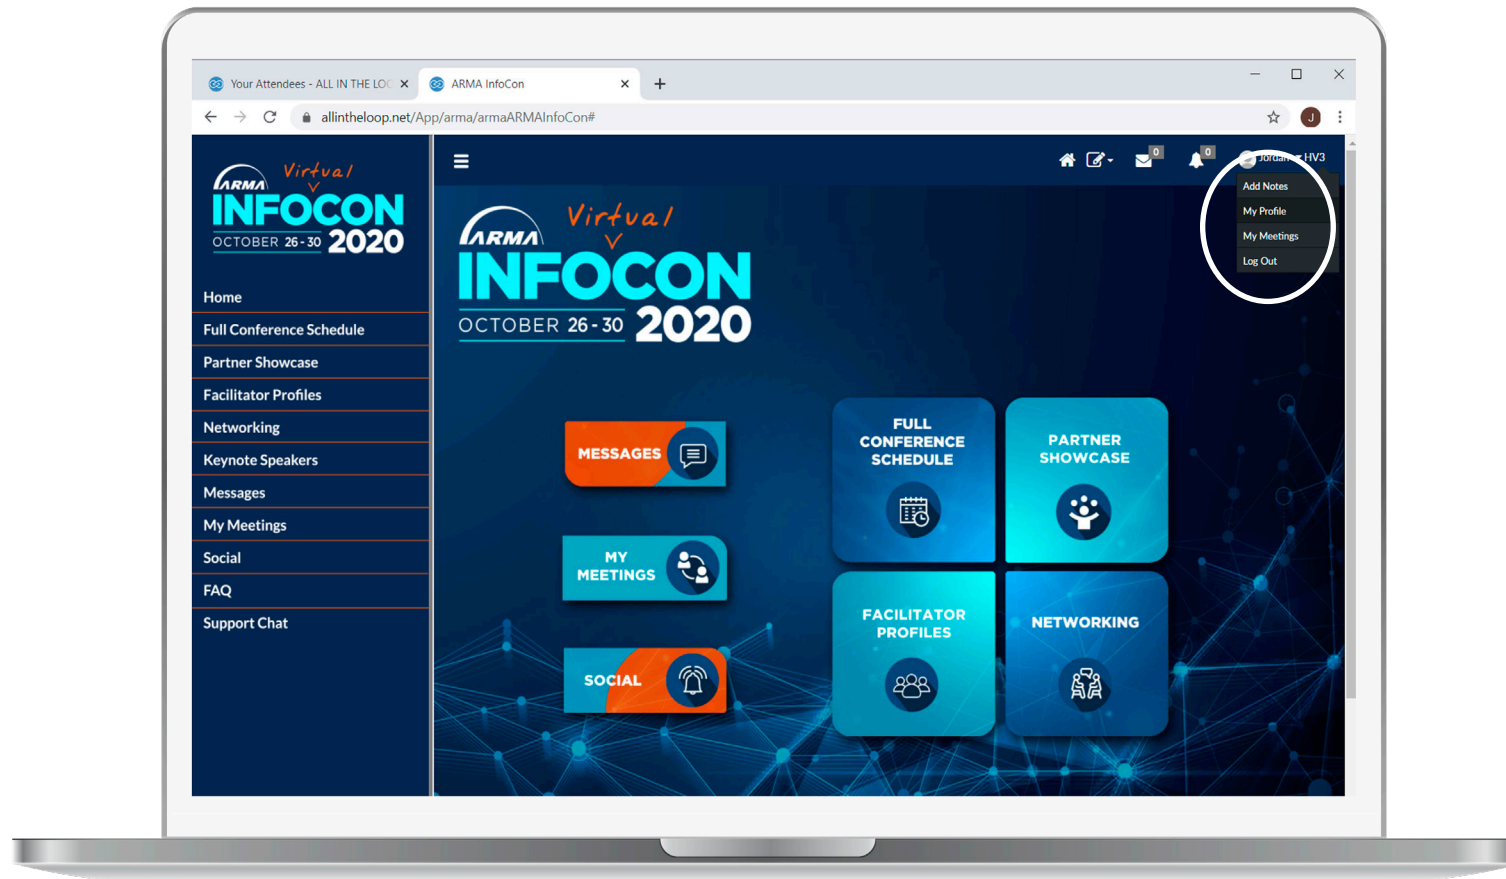 Your Attendees - ALL IN THE LOO
ARMA InfoCon
allintheloop.net/App/arma/armaARMAInfoCon#
J
ARMA
Virtual
INFOCON
OCTOBER 26-30 2020
Home
Full Conference Schedule
Partner Showcase
Facilitator Profiles
Networking
Keynote Speakers
Messages
My Meetings
Social
FAQ
Support Chat
0
0
Jordan HV3
Add Notes
My Profile
My Meetings
Log Out
ARMA
Virtual
INFOCON
OCTOBER 26-30 2020
MESSAGES
MY
MEETINGS
SOCIAL
FULL
CONFERENCE
SCHEDULE
PARTNER
SHOWCASE
FACILITATOR
PROFILES
NETWORKING